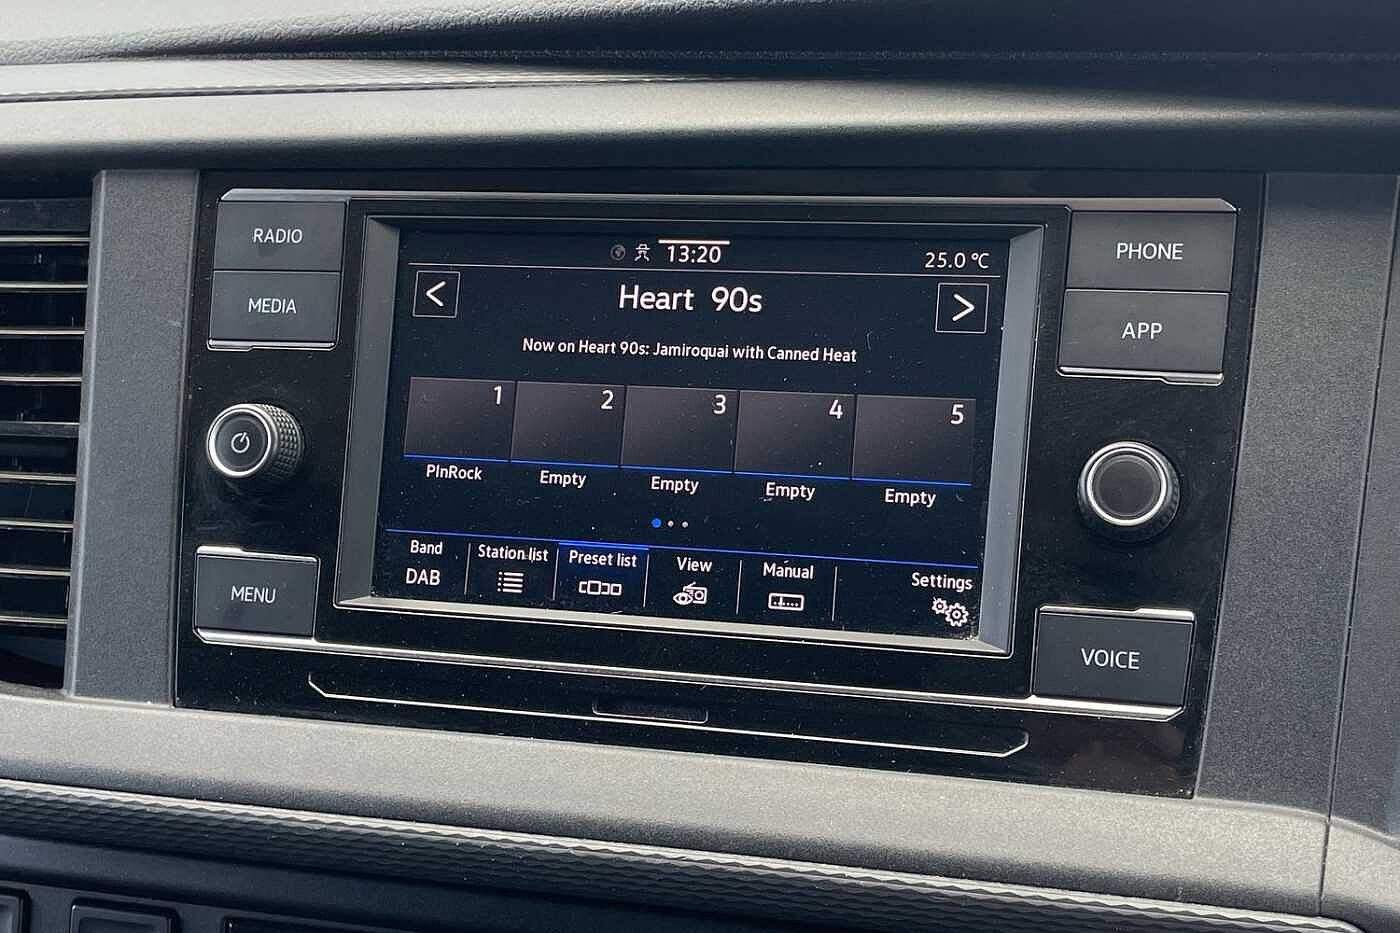 RADIO
MEDIA
MENU
13:20
25.0 °C
<
Heart 90s
>
Now on Heart 90s: Jamiroquai with Canned Heat
1
2
3
4
5
PlnRock
Empty
Empty
Empty
Empty
Band
DAB
Station list
Preset list
View
Manual
Settings
PHONE
APP
VOICE